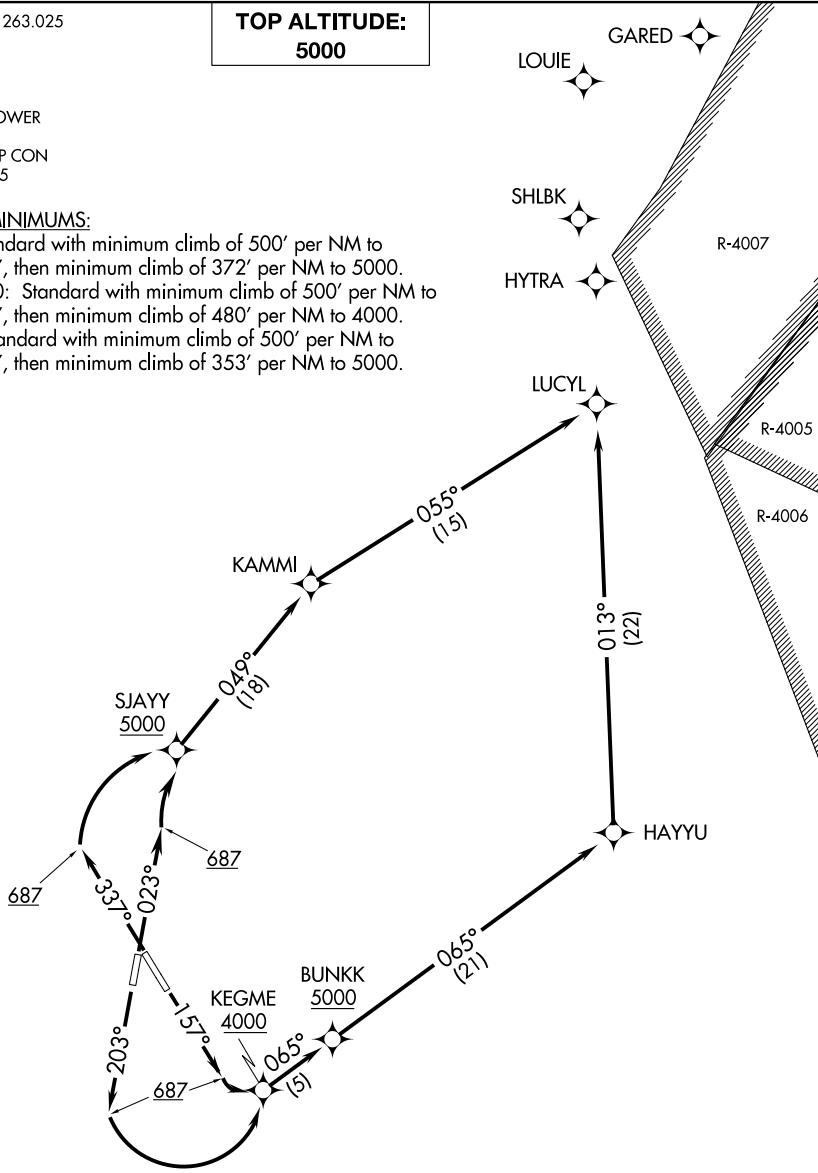 263.025
TOP ALTITUDE:
5000
GARED
LOUIE
OWER
P CON
5
SHLBK
MINIMUMS:
ndard with minimum climb of 500′ per NM to
′, then minimum climb of 372′ per NM to 5000.
0: Standard with minimum climb of 500′ per NM to
′, then minimum climb of 480′ per NM to 4000.
andard with minimum climb of 500′ per NM to
′, then minimum climb of 353′ per NM to 5000.
R-4007
HYTRA
LUCYL
R-4005
R-4006
055°
(15)
KAMMI
013°
(22)
049°
(18)
SJAYY
5000
HAYYU
687
687
337°
023°
065°
(21)
BUNKK
5000
KEGME
4000
157°
203°
065°
(5)
687